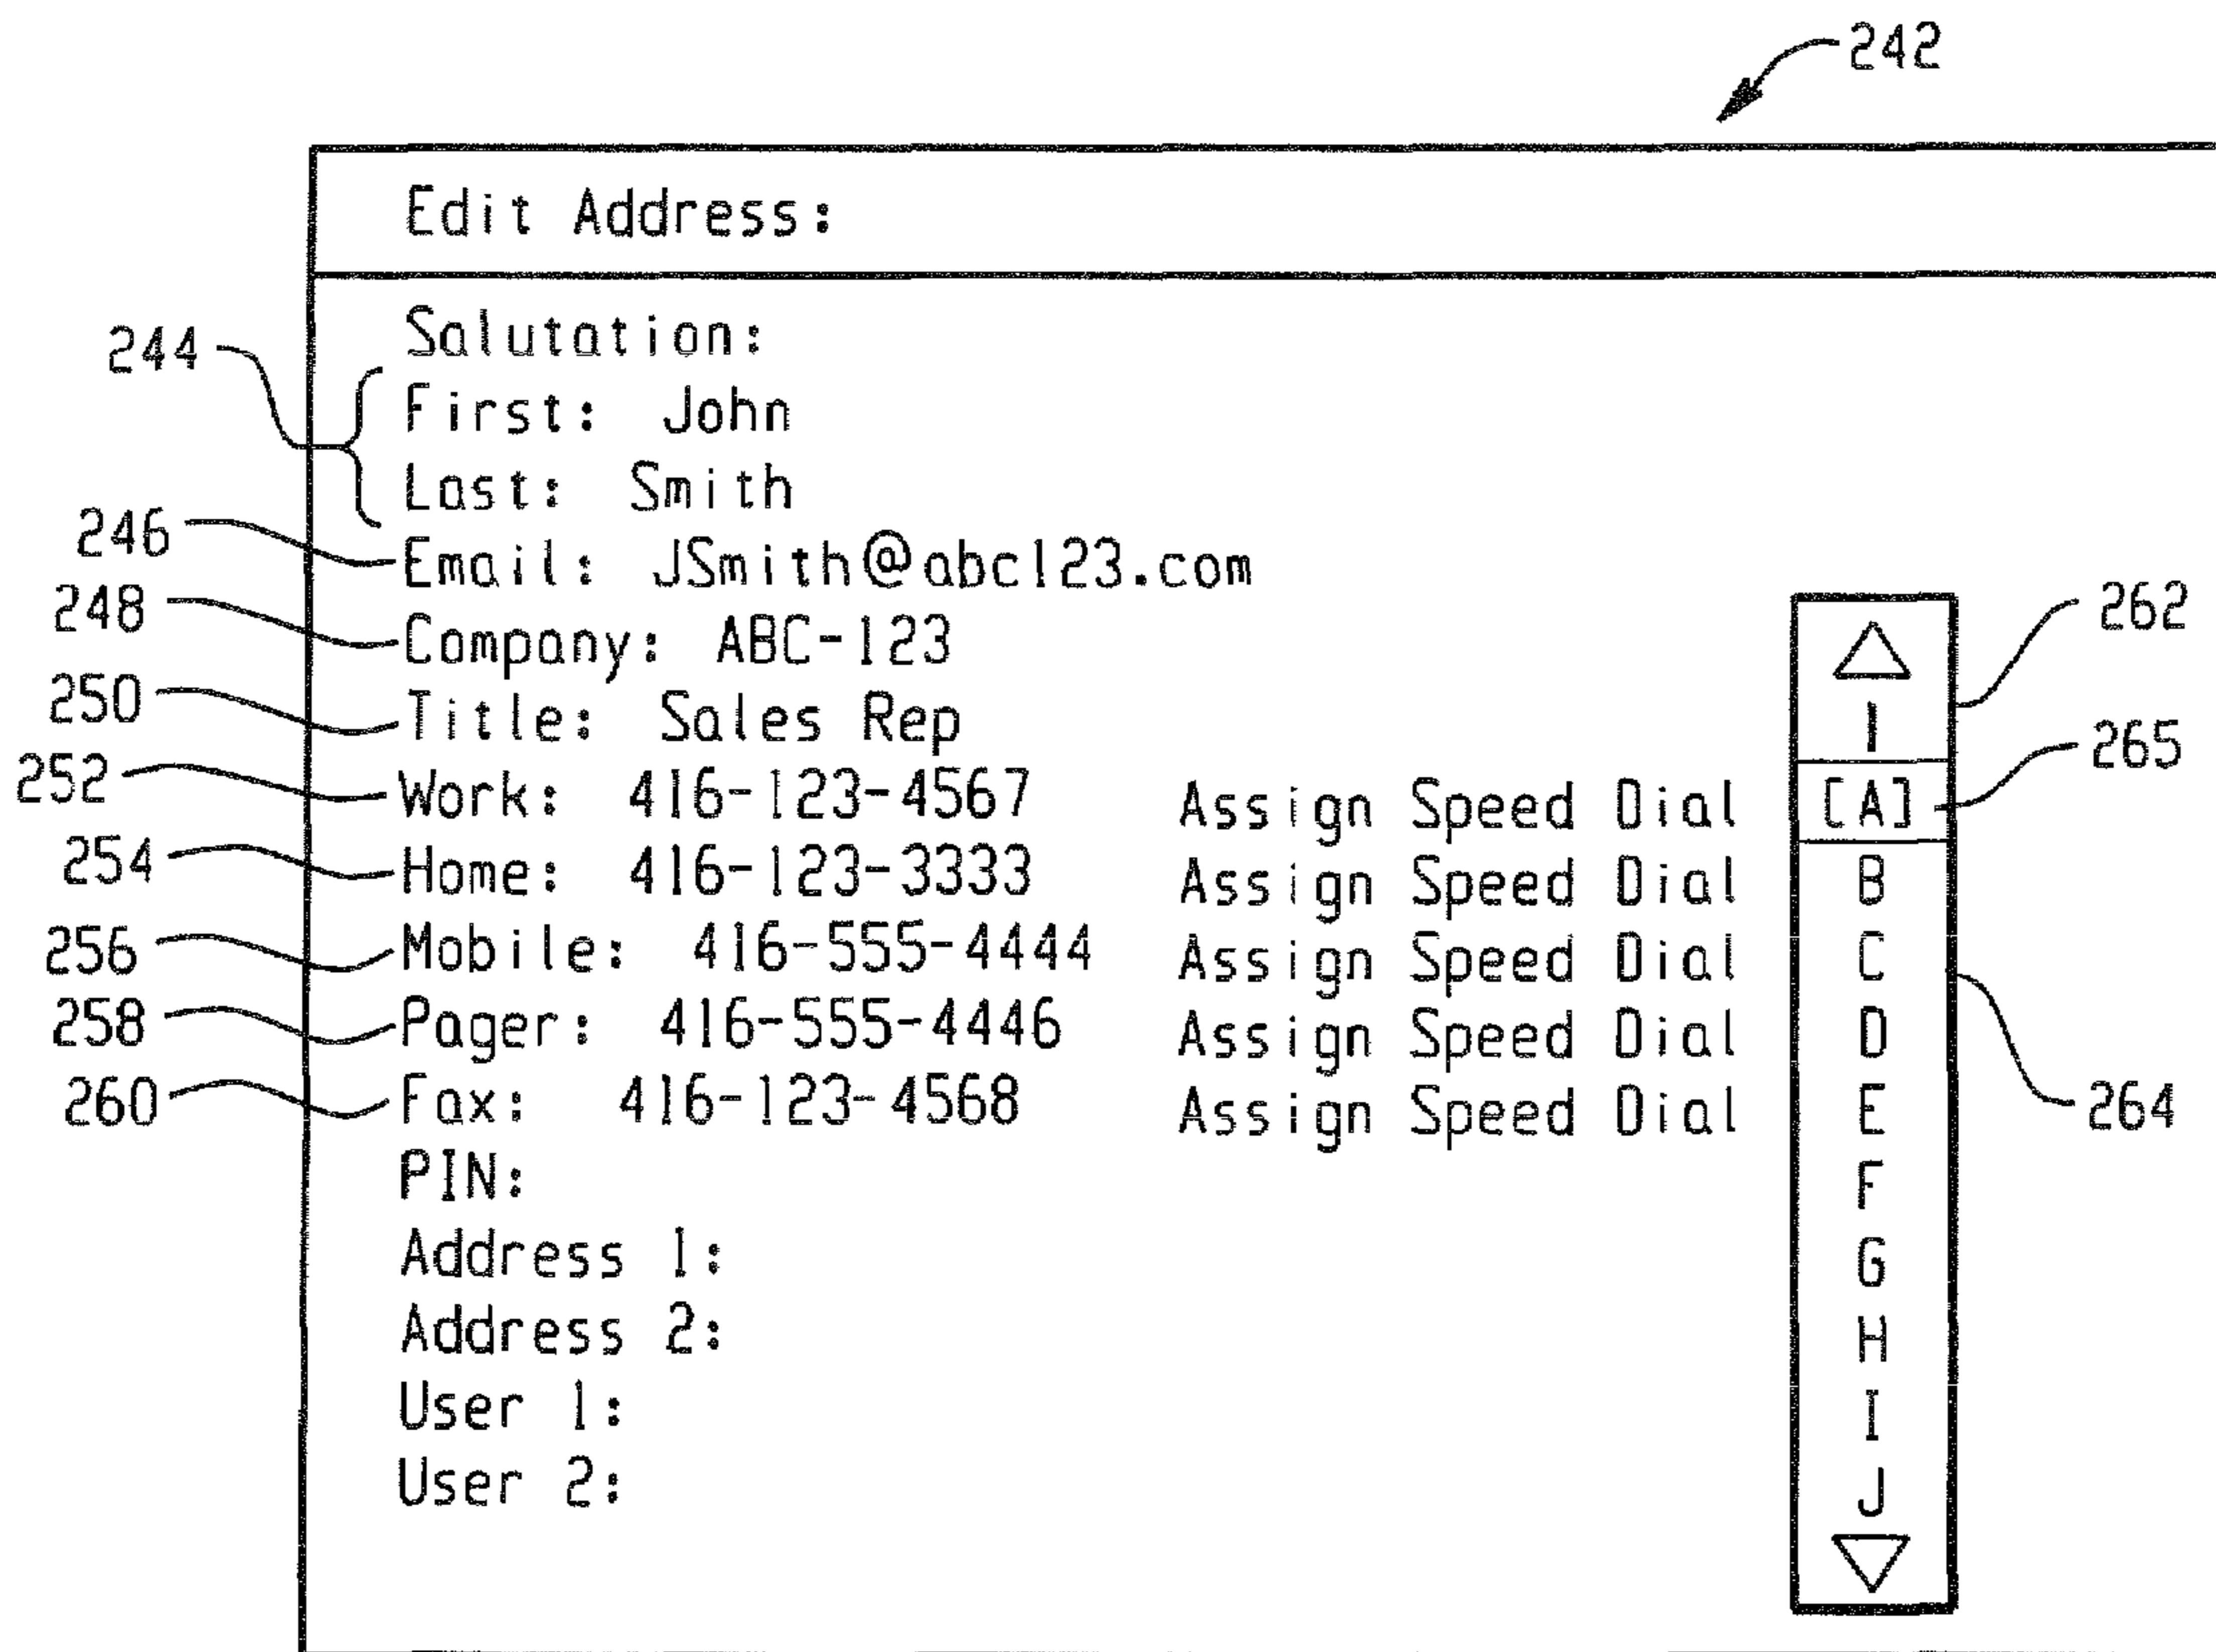 242
Edit Address:
244
Salutation:
First: John
Last: Smith
246 Email: JSmith@abc123.com
248 Company: ABC-123
262
250 Title: Sales Rep 1
265
252 Work: 416-123-4567 Assign Speed Dial [A]
254 Home: 416-123-3333 Assign Speed Dial B
256 Mobile: 416-555-4444 Assign Speed Dial C
258 Pager: 416-555-4446 Assign Speed Dial D
260 Fax: 416-123-4568 Assign Speed Dial E 264
PIN: F
Address 1: G
Address 2: H
User 1: I
User 2: J